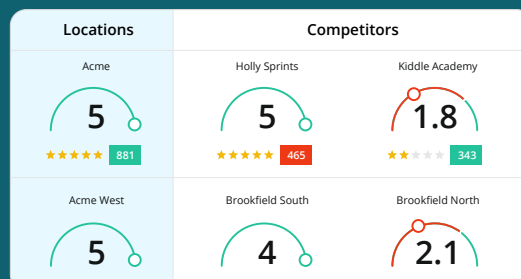 Locations Competitors
Acme Holly Sprints Kiddle Academy
5 5 1.8
881 465 343
Acme West Brookfield South Brookfield North
5 4 2.1